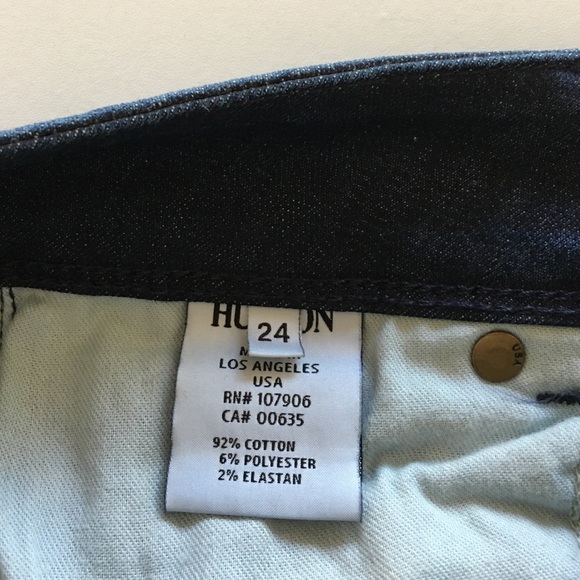 24
LOS ANGELES
USA
RN# 107906
CA# 00635
92% COTTON
6% POLYESTER
2% ELASTAN
USA